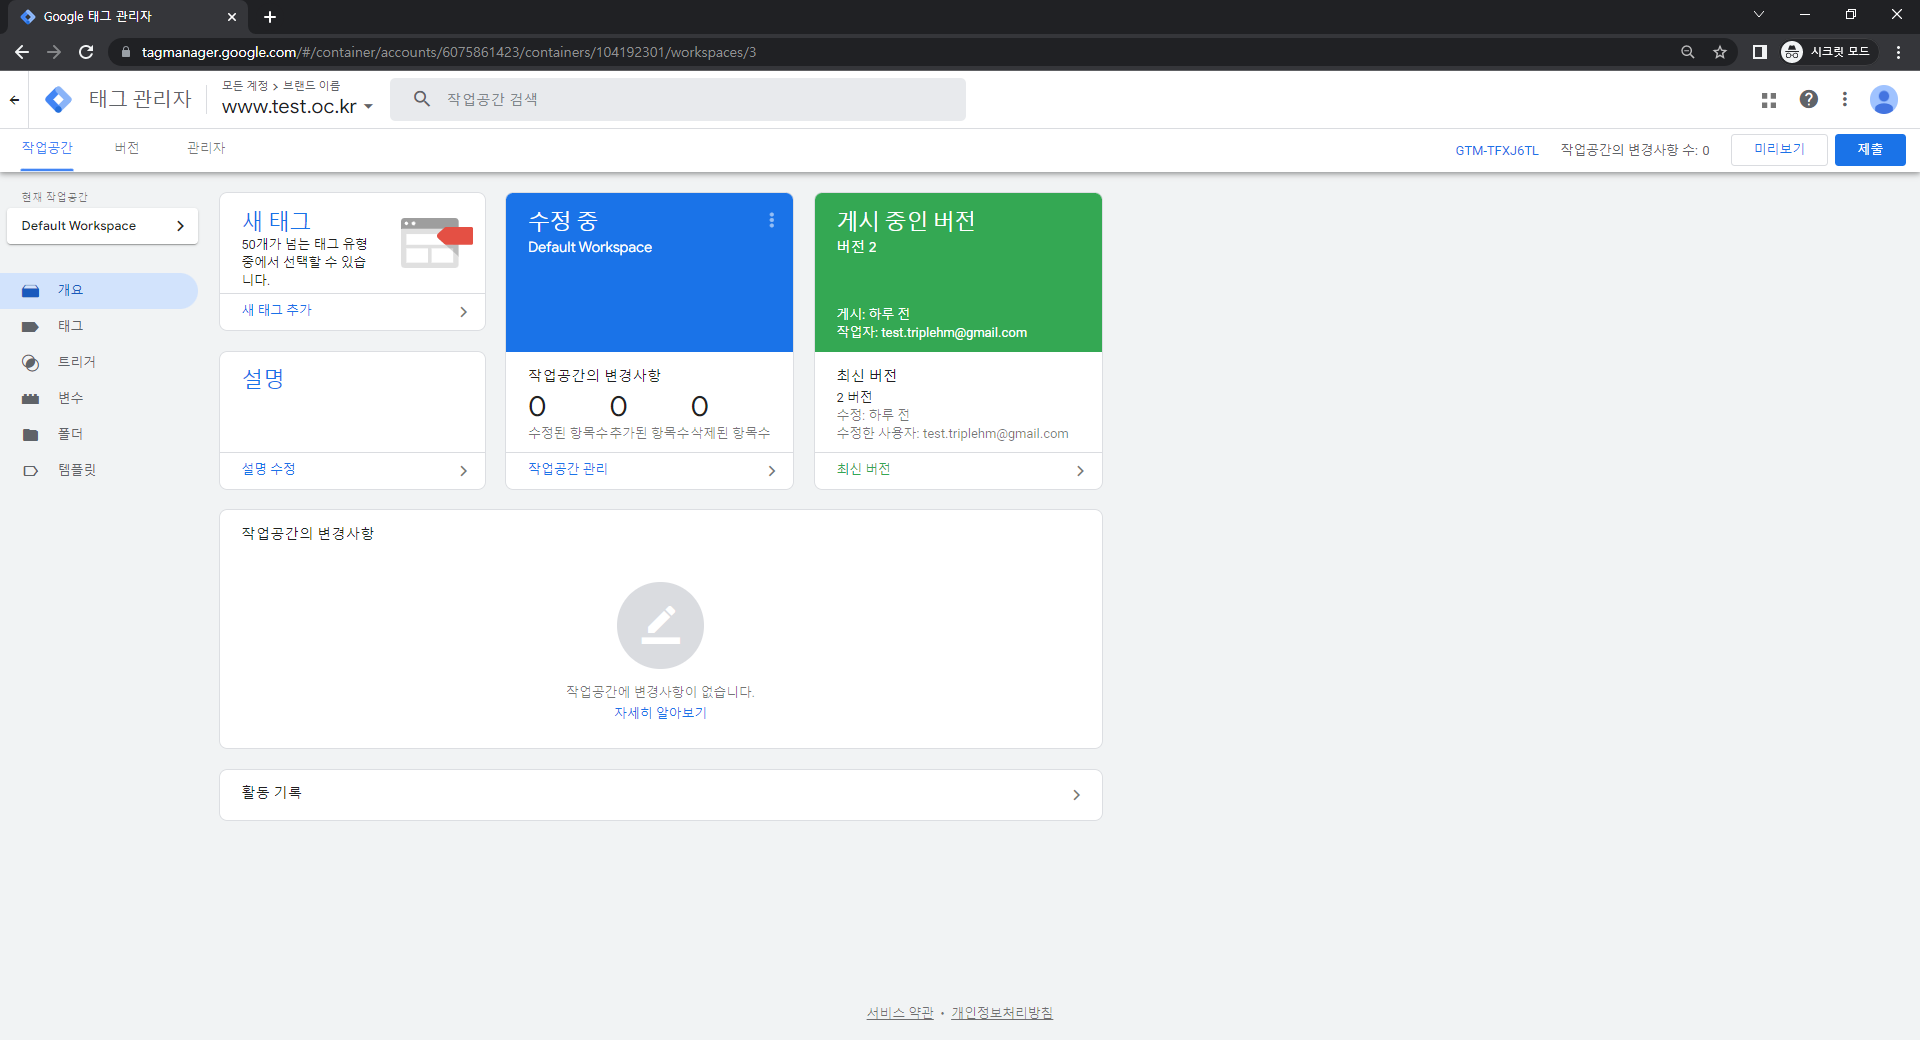 Google 태그 관리자
tagmanager.google.com/#/container/accounts/6075861423/containers/104192301/workspaces/3
시크릿 모드
태그 관리자
모든 계정 > 브랜드 이름
www.test.oc.kr
작업공간 검색
작업공간
버전
관리자
GTM-TFXJ6TL
작업공간의 변경사항 수: 0
미리보기
제출
현재 작업공간
Default Workspace
개요
태그
트리거
변수
폴더
템플릿
새 태그
50개가 넘는 태그 유형
중에서 선택할 수 있습
니다.
새 태그 추가
설명
설명 수정
수정 중
Default Workspace
작업공간의 변경사항
0 0 0
수정된 항목수 추가된 항목수 삭제된 항목수
작업공간 관리
게시 중인 버전
버전 2
게시: 하루 전
작업자: test.triplehm@gmail.com
최신 버전
2 버전
수정: 하루 전
수정한 사용자: test.triplehm@gmail.com
최신 버전
작업공간의 변경사항
작업공간에 변경사항이 없습니다.
자세히 알아보기
활동 기록
서비스 약관 • 개인정보처리방침